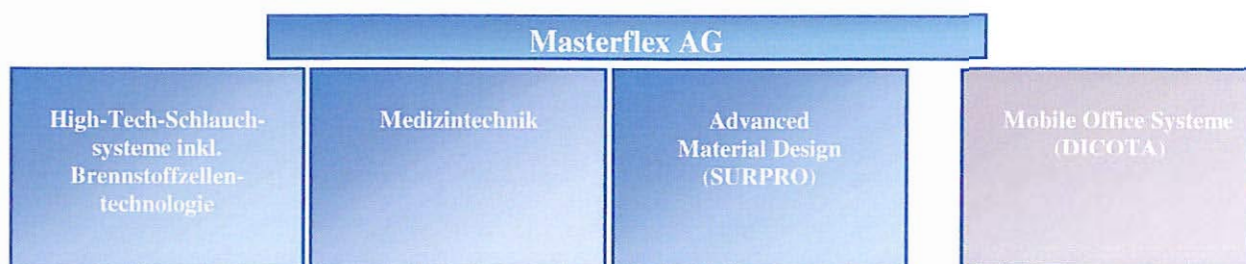 Masterflex AG
High-Tech-Schlauch-
systeme inkl.
Brennstoffzellen-
technologie
Medizintechnik
Advanced
Material Design
(SURPRO)
Mobile Office Systeme
(DICOTA)